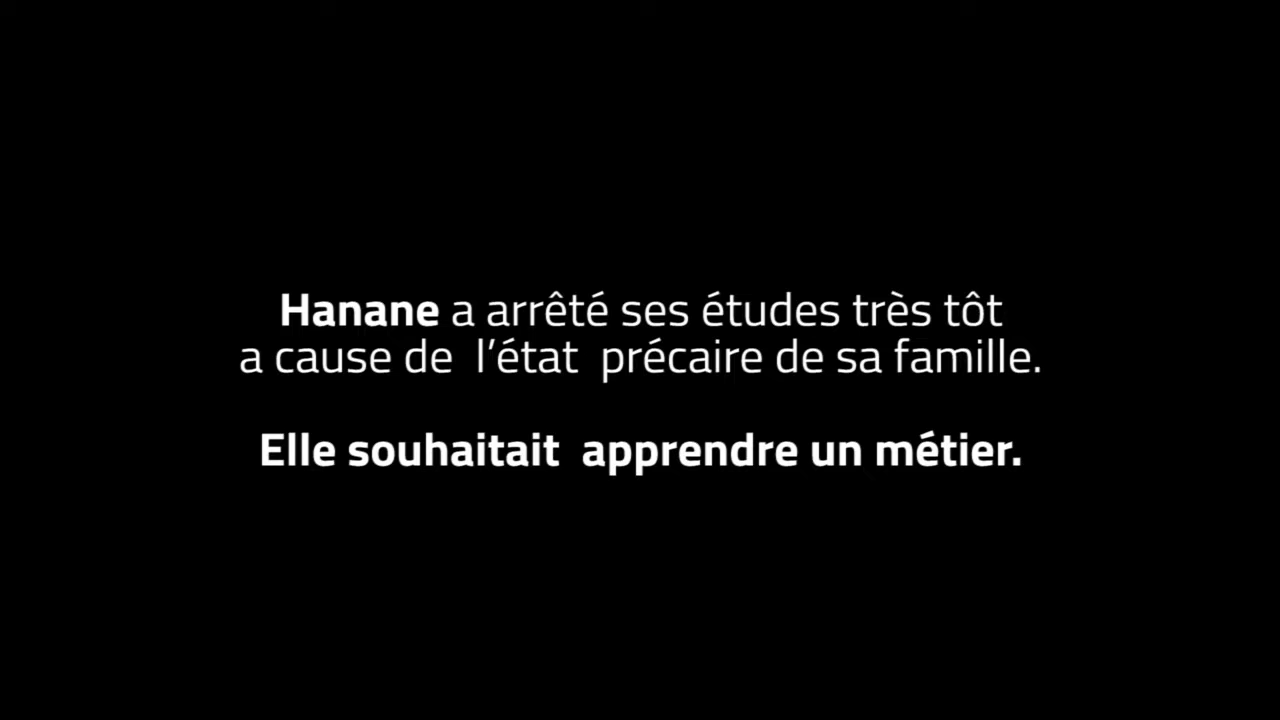 Hanane a arrêté ses études très tôt
a cause de l’état précaire de sa famille.
Elle souhaitait apprendre un métier.